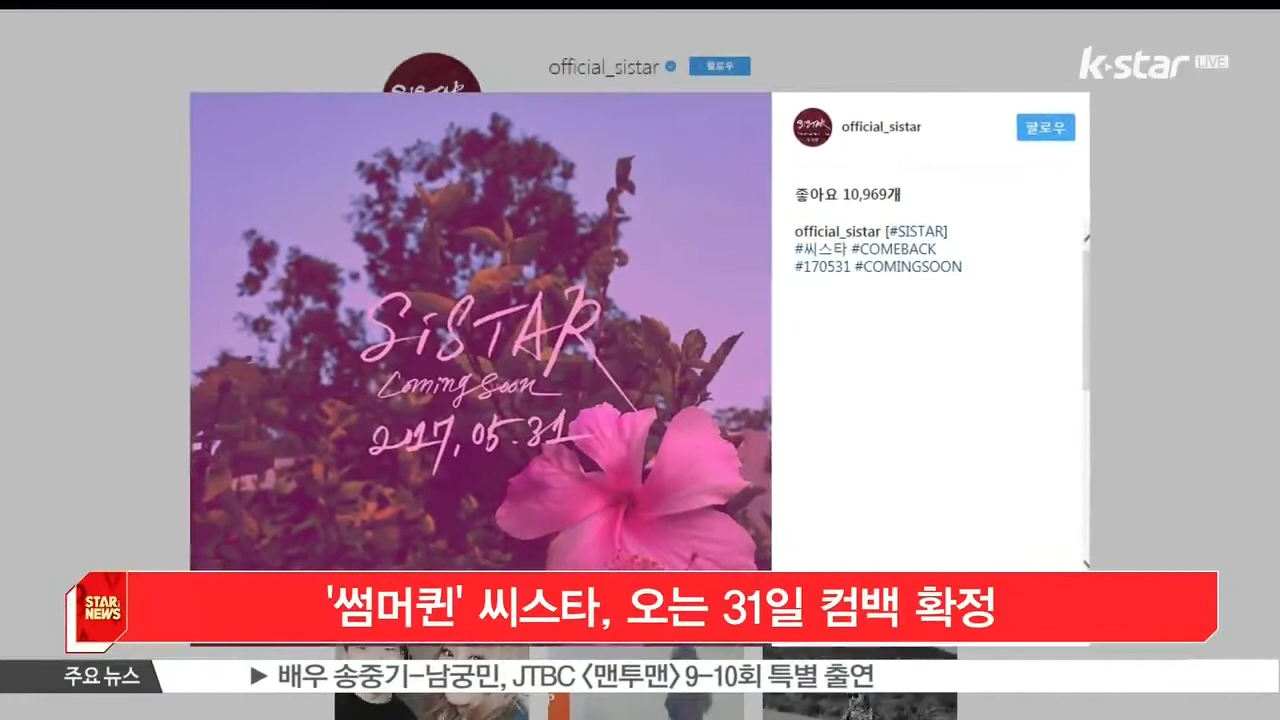 official_sistar 팔로우
k·star LIVE
official_sistar 팔로우
좋아요 10,969개
official_sistar [#SISTAR]
#씨스타 #COMEBACK
#170531 #COMINGSOON
SiSTAR
Coming Soon
2017. 05. 31
STAR NEWS
'썸머퀸' 씨스타, 오는 31일 컴백 확정
주요뉴스 ▶ 배우 송중기-남궁민, JTBC <맨투맨> 9-10회 특별 출연